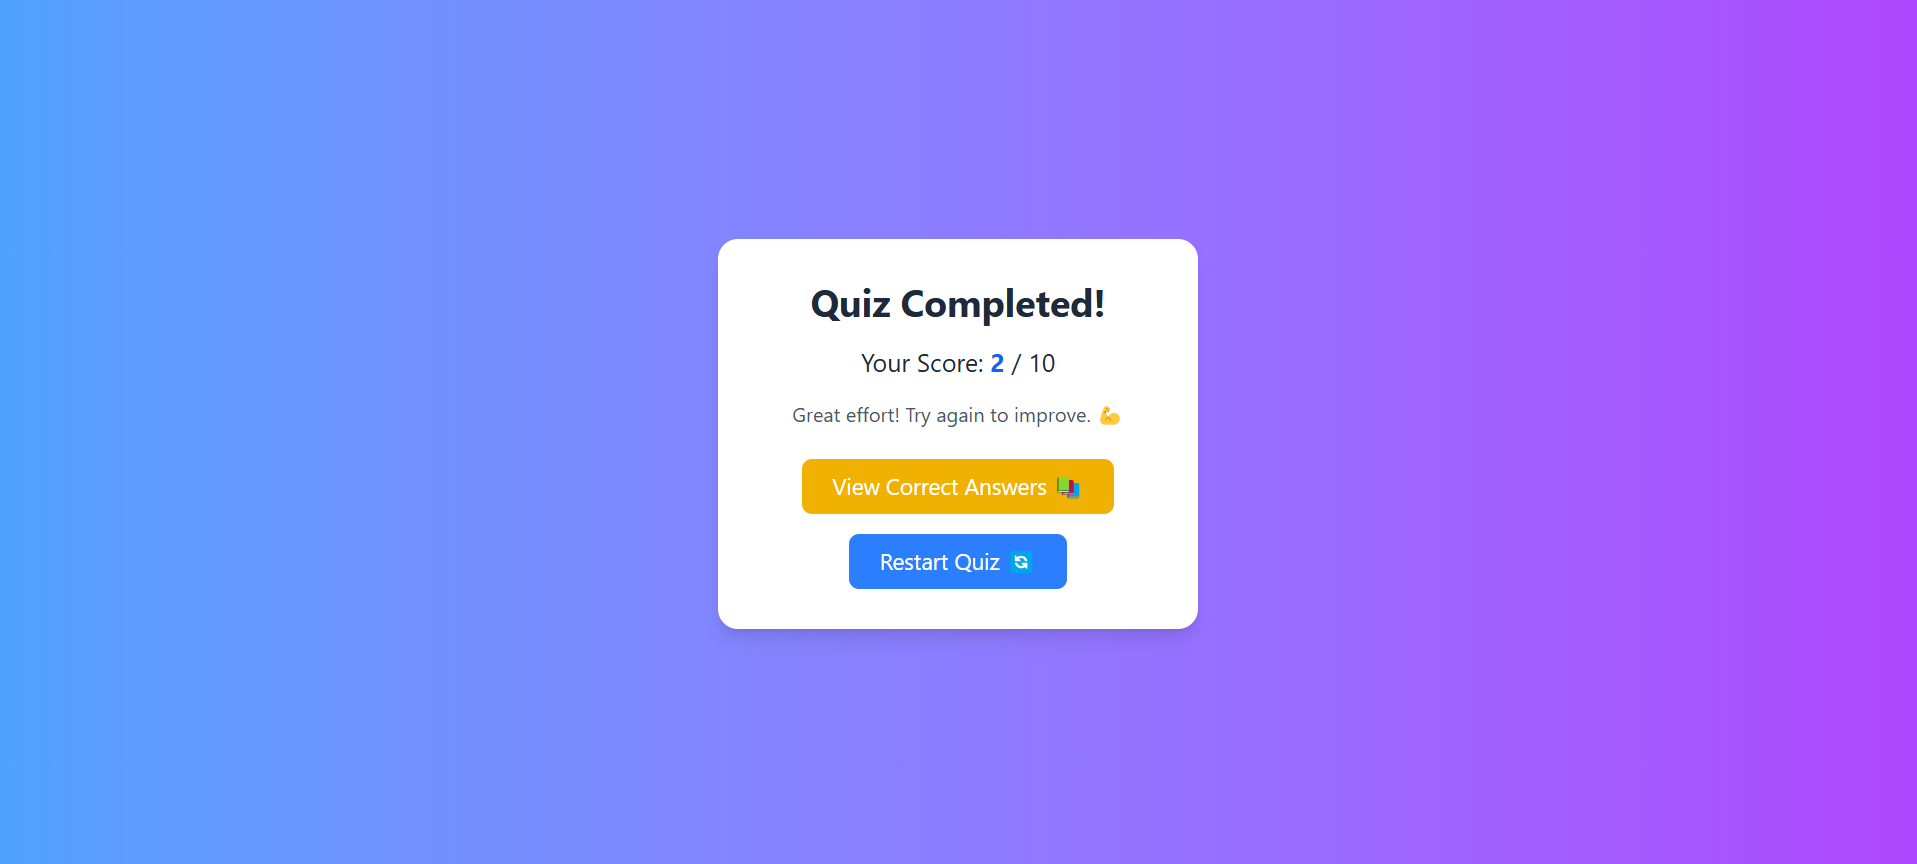 Quiz Completed!
Your Score: 2 / 10
Great effort! Try again to improve. 💪
View Correct Answers 📚
Restart Quiz 🔄